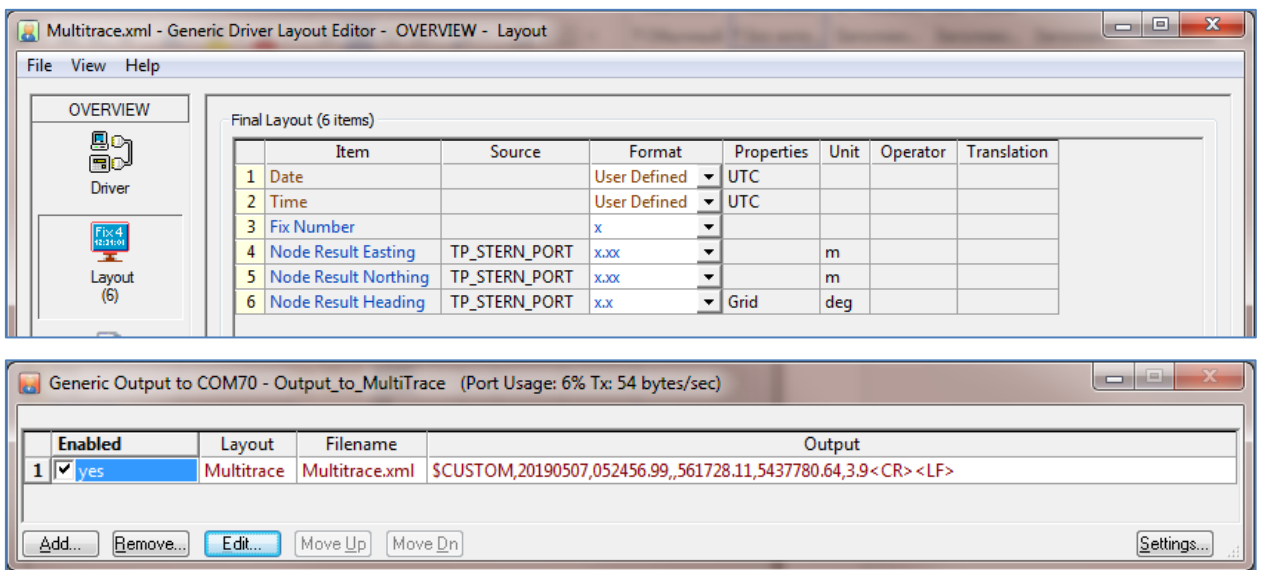 Multitrace.xml - Generic Driver Layout Editor - OVERVIEW - Layout
File View Help
OVERVIEW
Driver
Layout
(6)
Final Layout (6 items)
Item Source Format Properties Unit Operator Translation
1 Date User Defined UTC
2 Time User Defined UTC
3 Fix Number x
4 Node Result Easting TP_STERN_PORT x.xx m
5 Node Result Northing TP_STERN_PORT x.xx m
6 Node Result Heading TP_STERN_PORT x.x Grid deg
Generic Output to COM70 - Output_to_MultiTrace (Port Usage: 6% Tx: 54 bytes/sec)
Enabled Layout Filename Output
1 yes Multitrace Multitrace.xml $CUSTOM,20190507,052456.99,,561728.11,5437780.64,3.9<CR><LF>
Add... Remove... Edit... Move Up Move Dn Settings...